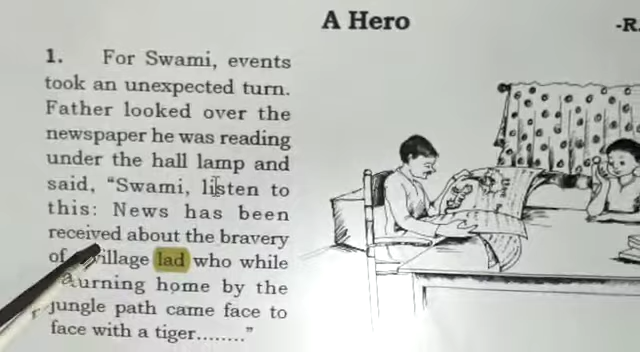 A Hero
-R.
1. For Swami, events
took an unexpected turn.
Father looked over the
newspaper he was reading
under the hall lamp and
said, "Swami, listen to
this: News has been
received about the bravery
of village lad who while
home by the
jungle path came face to
face with a tiger........"